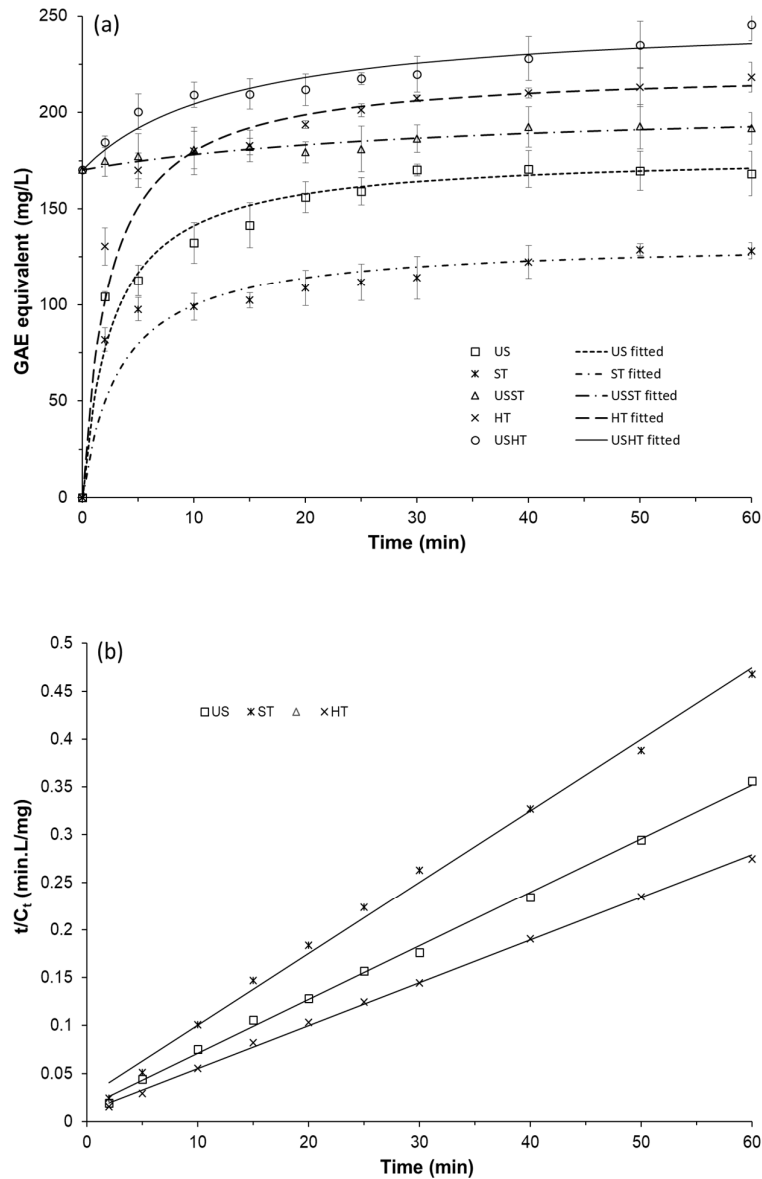 (a)
GAE equivalent (mg/L)
250
200
150
100
50
0
US US fitted
ST ST fitted
USST USST fitted
HT HT fitted
USHT USHT fitted
0 10 20 30 40 50 60
Time (min)
(b)
t/Ct (min.L/mg)
0.5
0.45
0.4
0.35
0.3
0.25
0.2
0.15
0.1
0.05
0
US ST HT
0 10 20 30 40 50 60
Time (min)